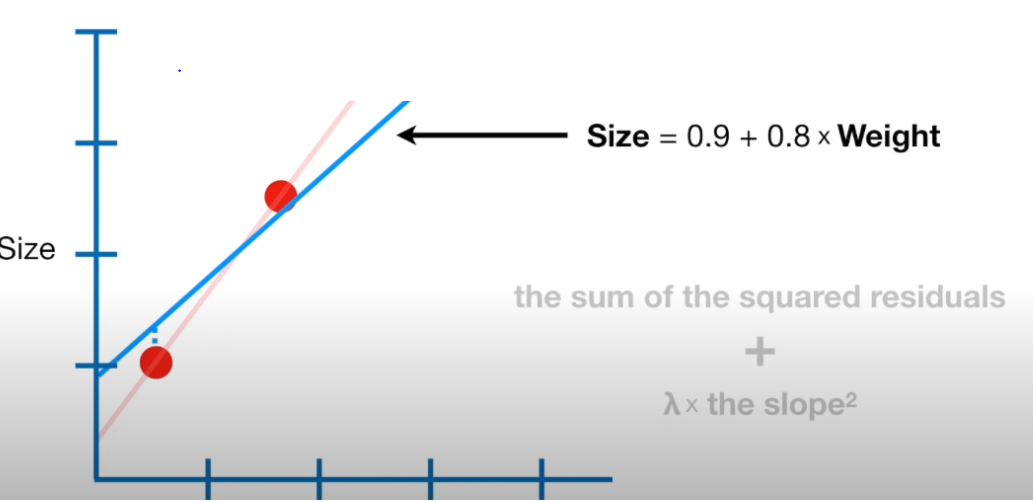 Size = 0.9 + 0.8 x Weight
Size
the sum of the squared residuals
+
λ x the slope²